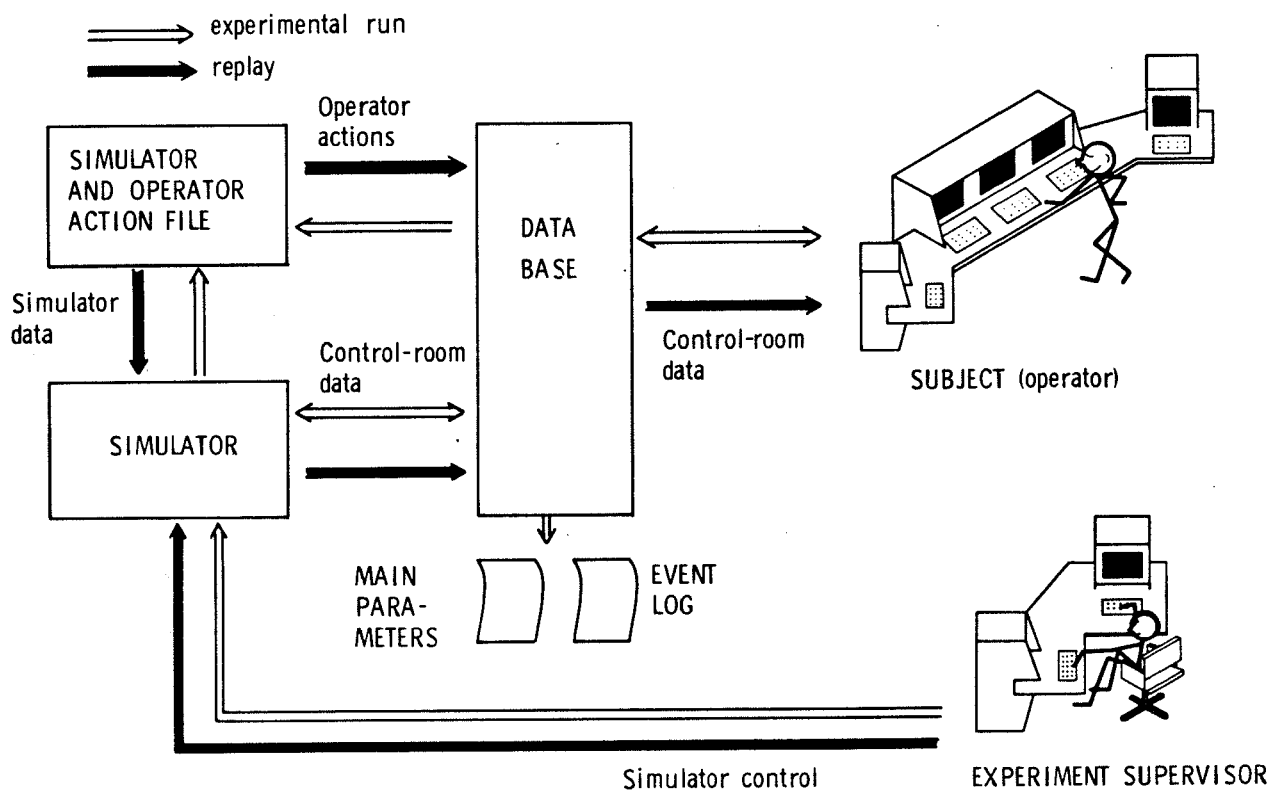 experimental run
replay
Operator
actions
SIMULATOR
AND OPERATOR
ACTION FILE
DATA
BASE
Simulator
data
Control-room
data
Control-room
data
SUBJECT (operator)
SIMULATOR
MAIN
PARA-
METERS
EVENT
LOG
Simulator control
EXPERIMENT SUPERVISOR